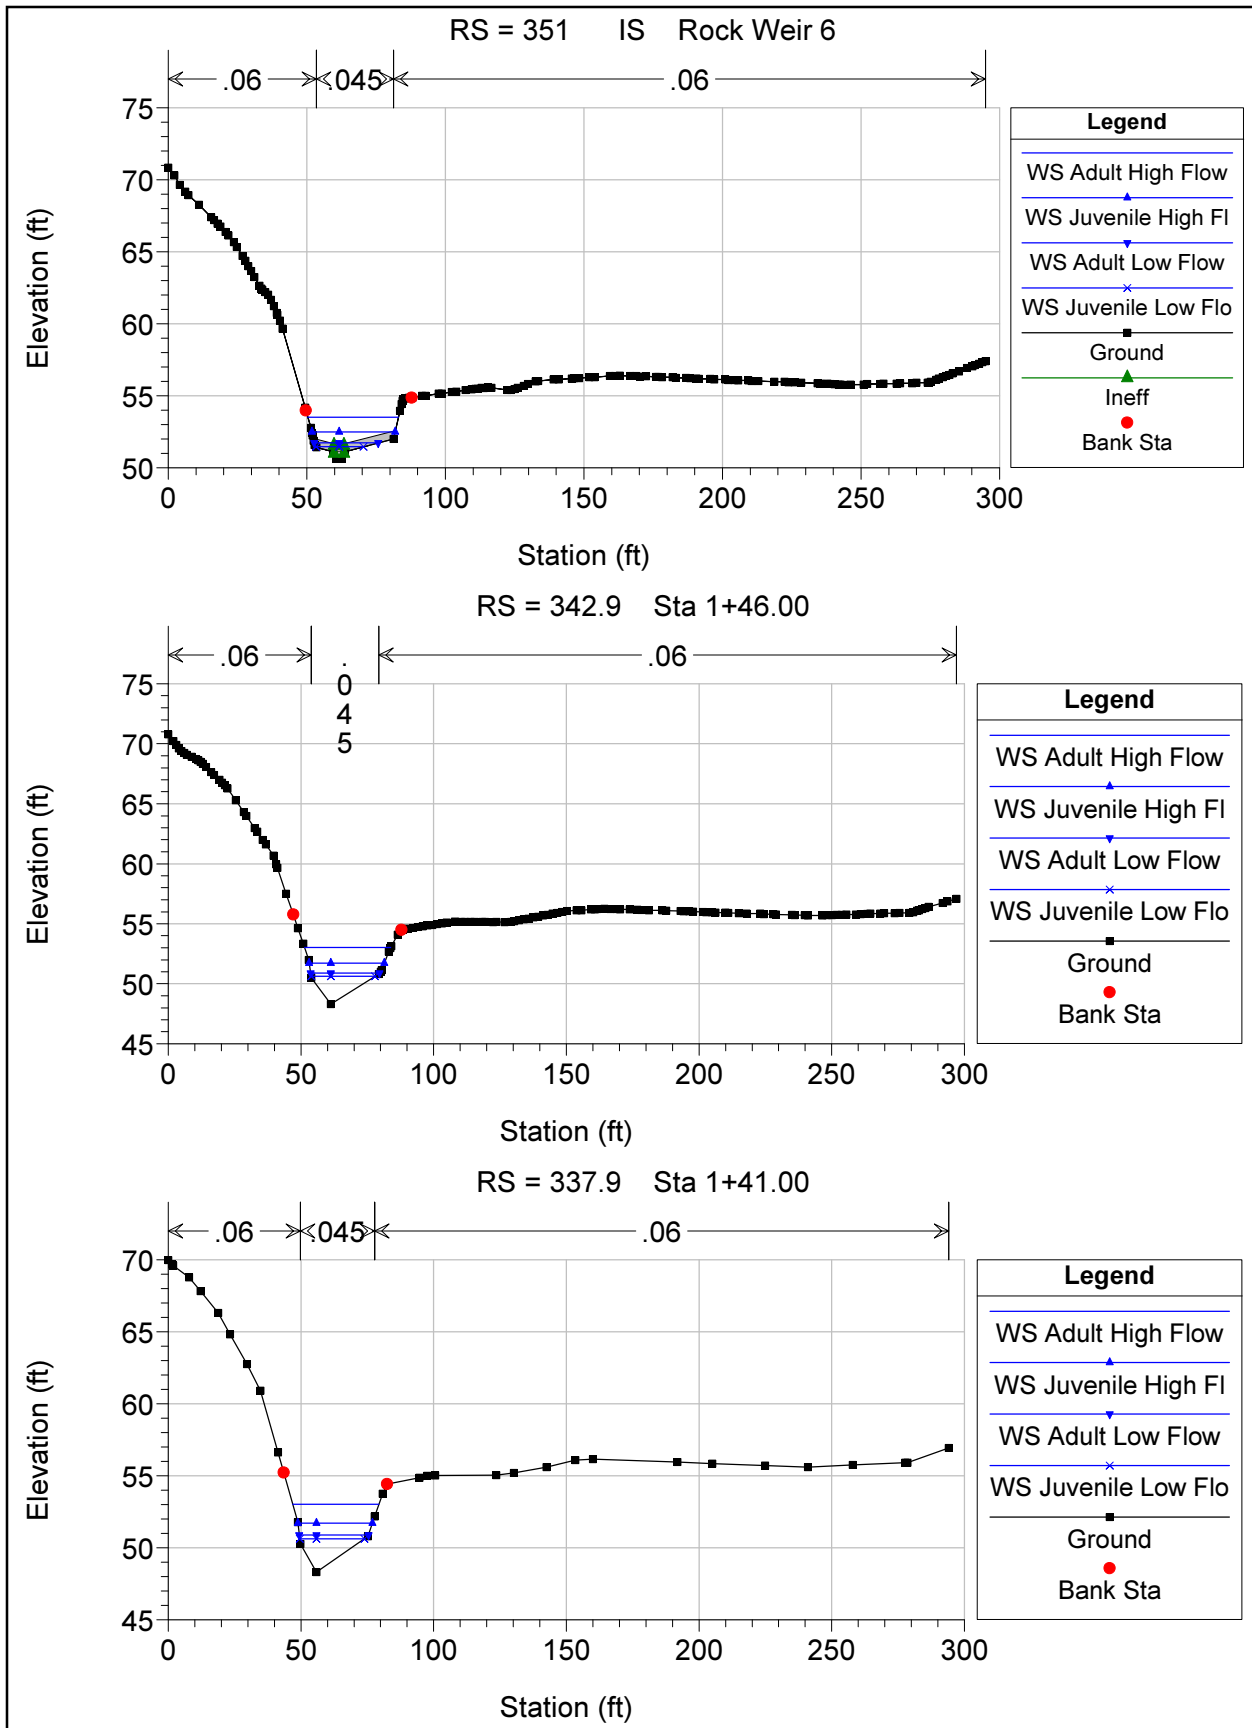 RS = 351 IS Rock Weir 6
.06 .045 .06
75
70
65
60
55
50
Elevation (ft)
0 50 100 150 200 250 300
Station (ft)
Legend
WS Adult High Flow
WS Juvenile High Fl
WS Adult Low Flow
WS Juvenile Low Flo
Ground
Ineff
Bank Sta
RS = 342.9 Sta 1+46.00
.06 .045 .06
75
70
65
60
55
50
45
Elevation (ft)
0 50 100 150 200 250 300
Station (ft)
Legend
WS Adult High Flow
WS Juvenile High Fl
WS Adult Low Flow
WS Juvenile Low Flo
Ground
Bank Sta
RS = 337.9 Sta 1+41.00
.06 .045 .06
70
65
60
55
50
45
Elevation (ft)
0 50 100 150 200 250 300
Station (ft)
Legend
WS Adult High Flow
WS Juvenile High Fl
WS Adult Low Flow
WS Juvenile Low Flo
Ground
Bank Sta